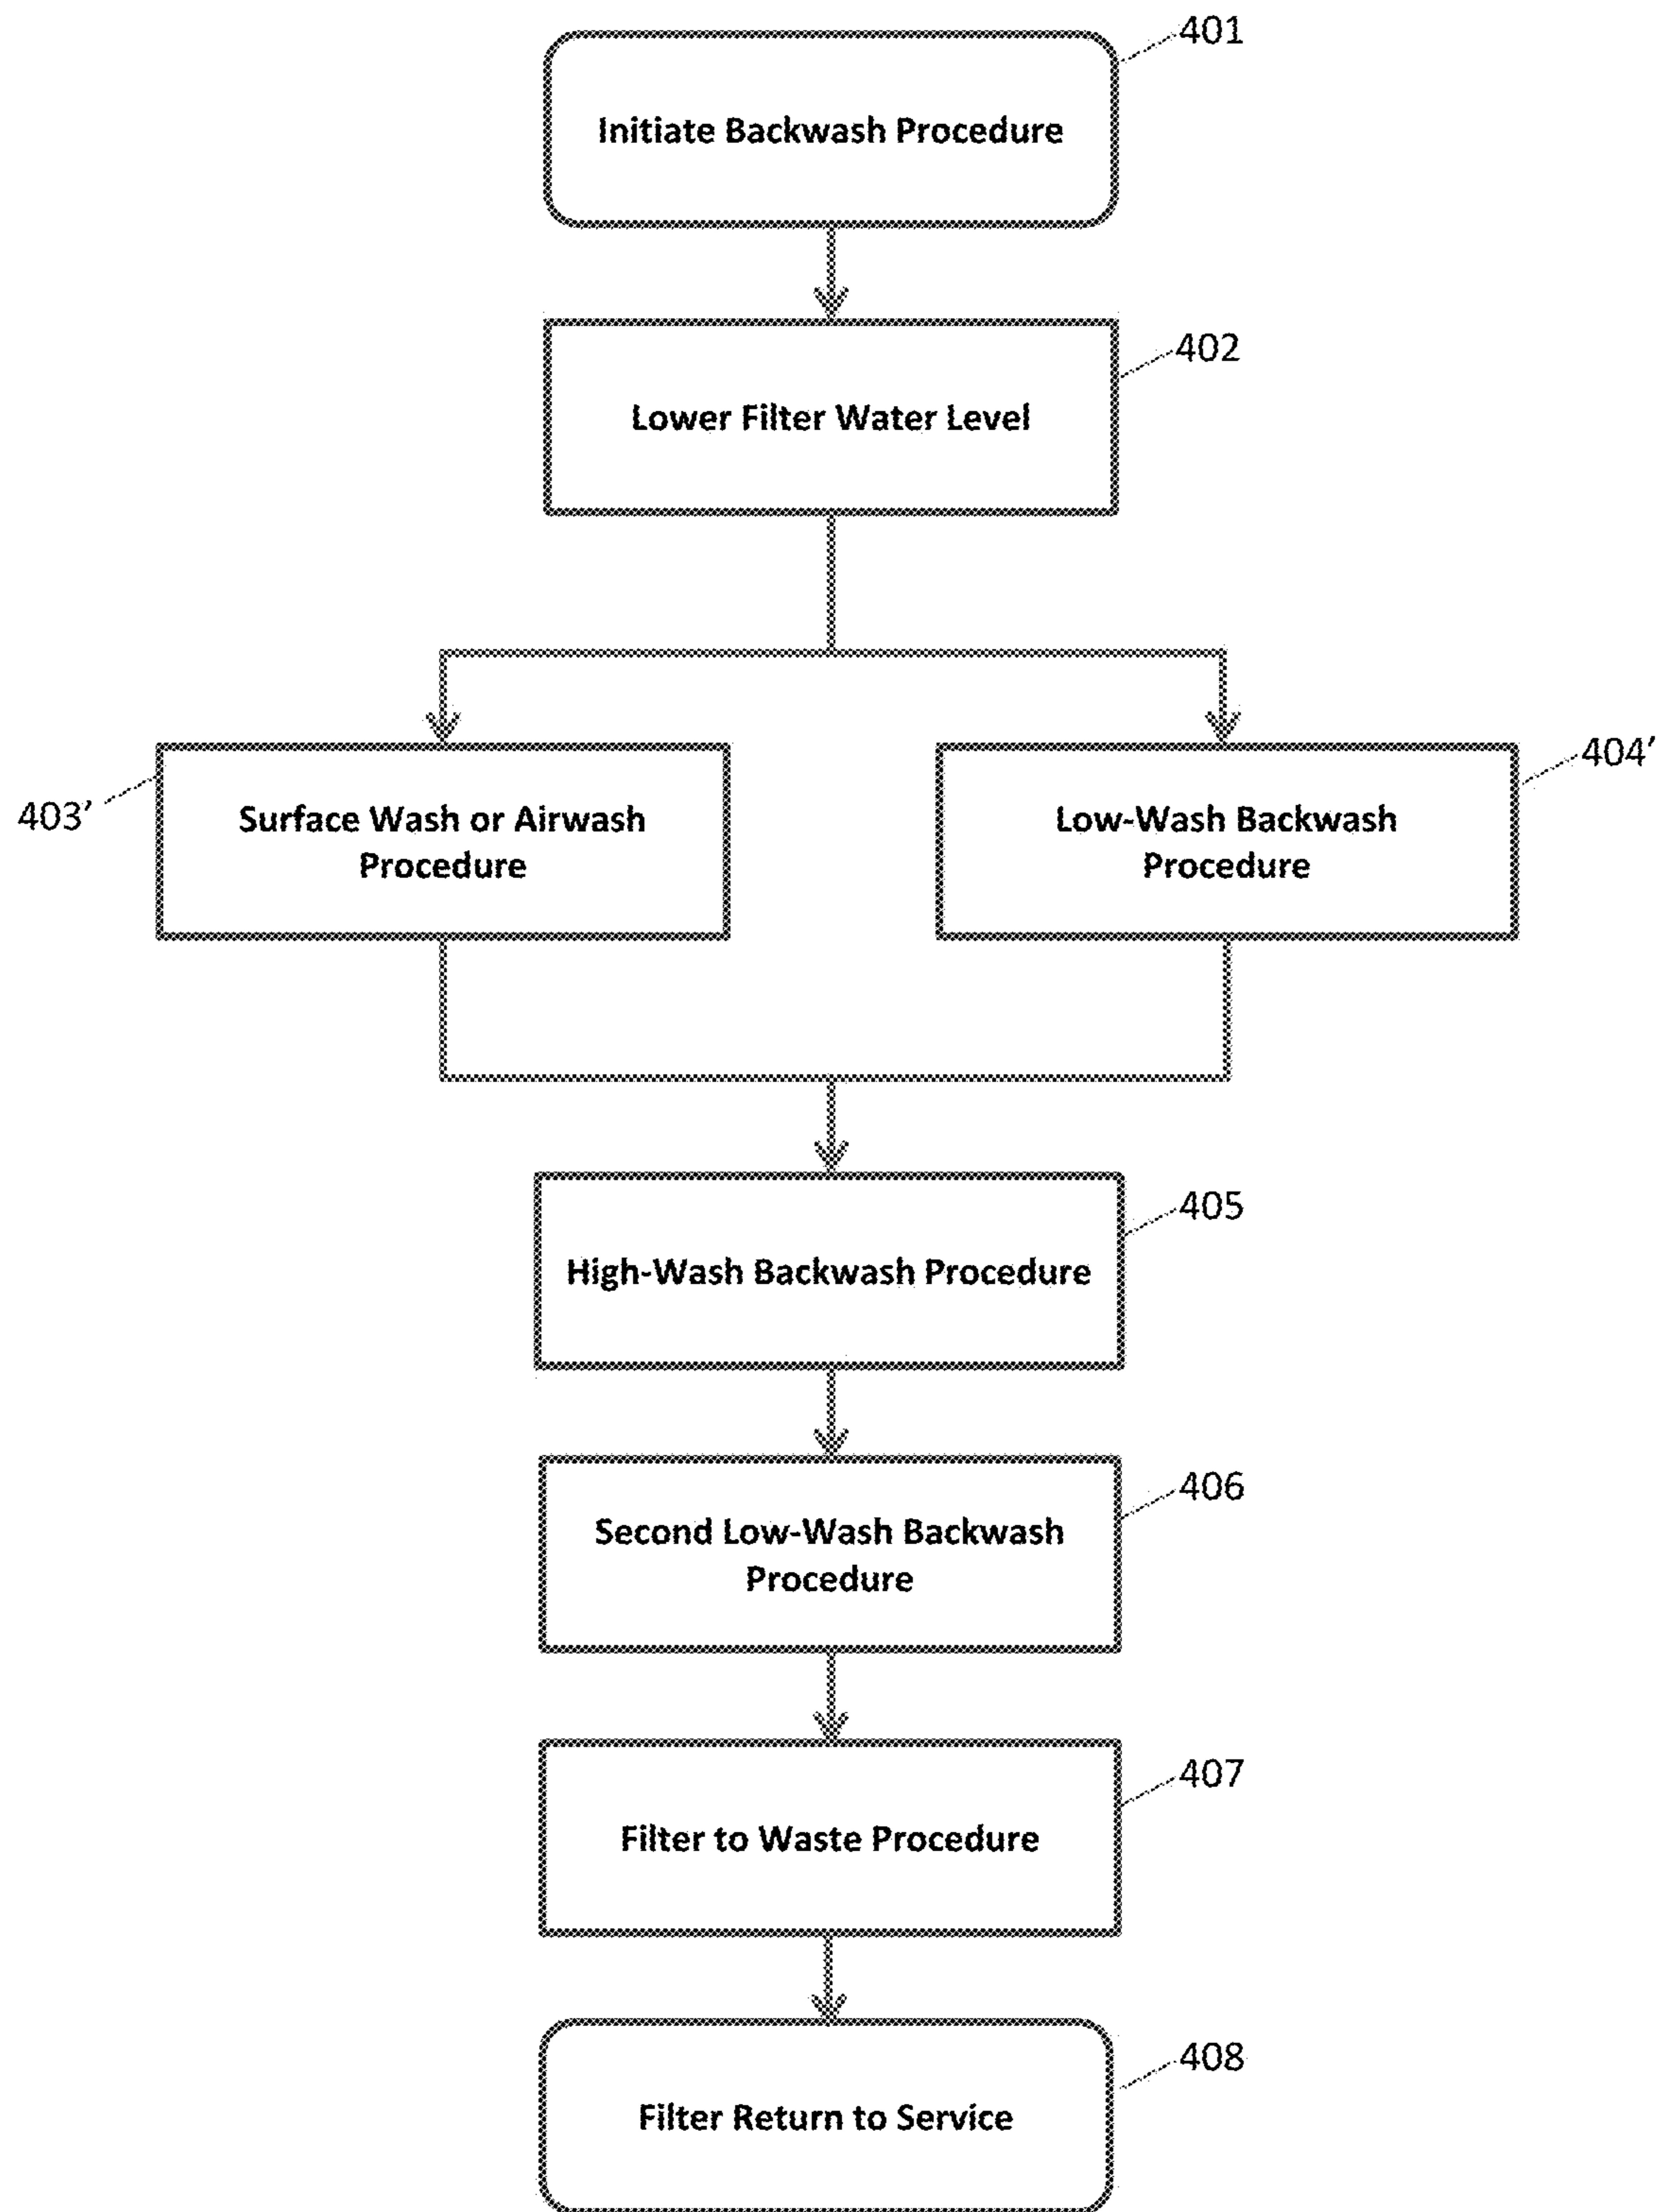 401
Initiate Backwash Procedure
402
Lower Filter Water Level
403’
Surface Wash or Airwash
Procedure
404’
Low-Wash Backwash
Procedure
405
High-Wash Backwash Procedure
406
Second Low-Wash Backwash
Procedure
407
Filter to Waste Procedure
408
Filter Return to Service